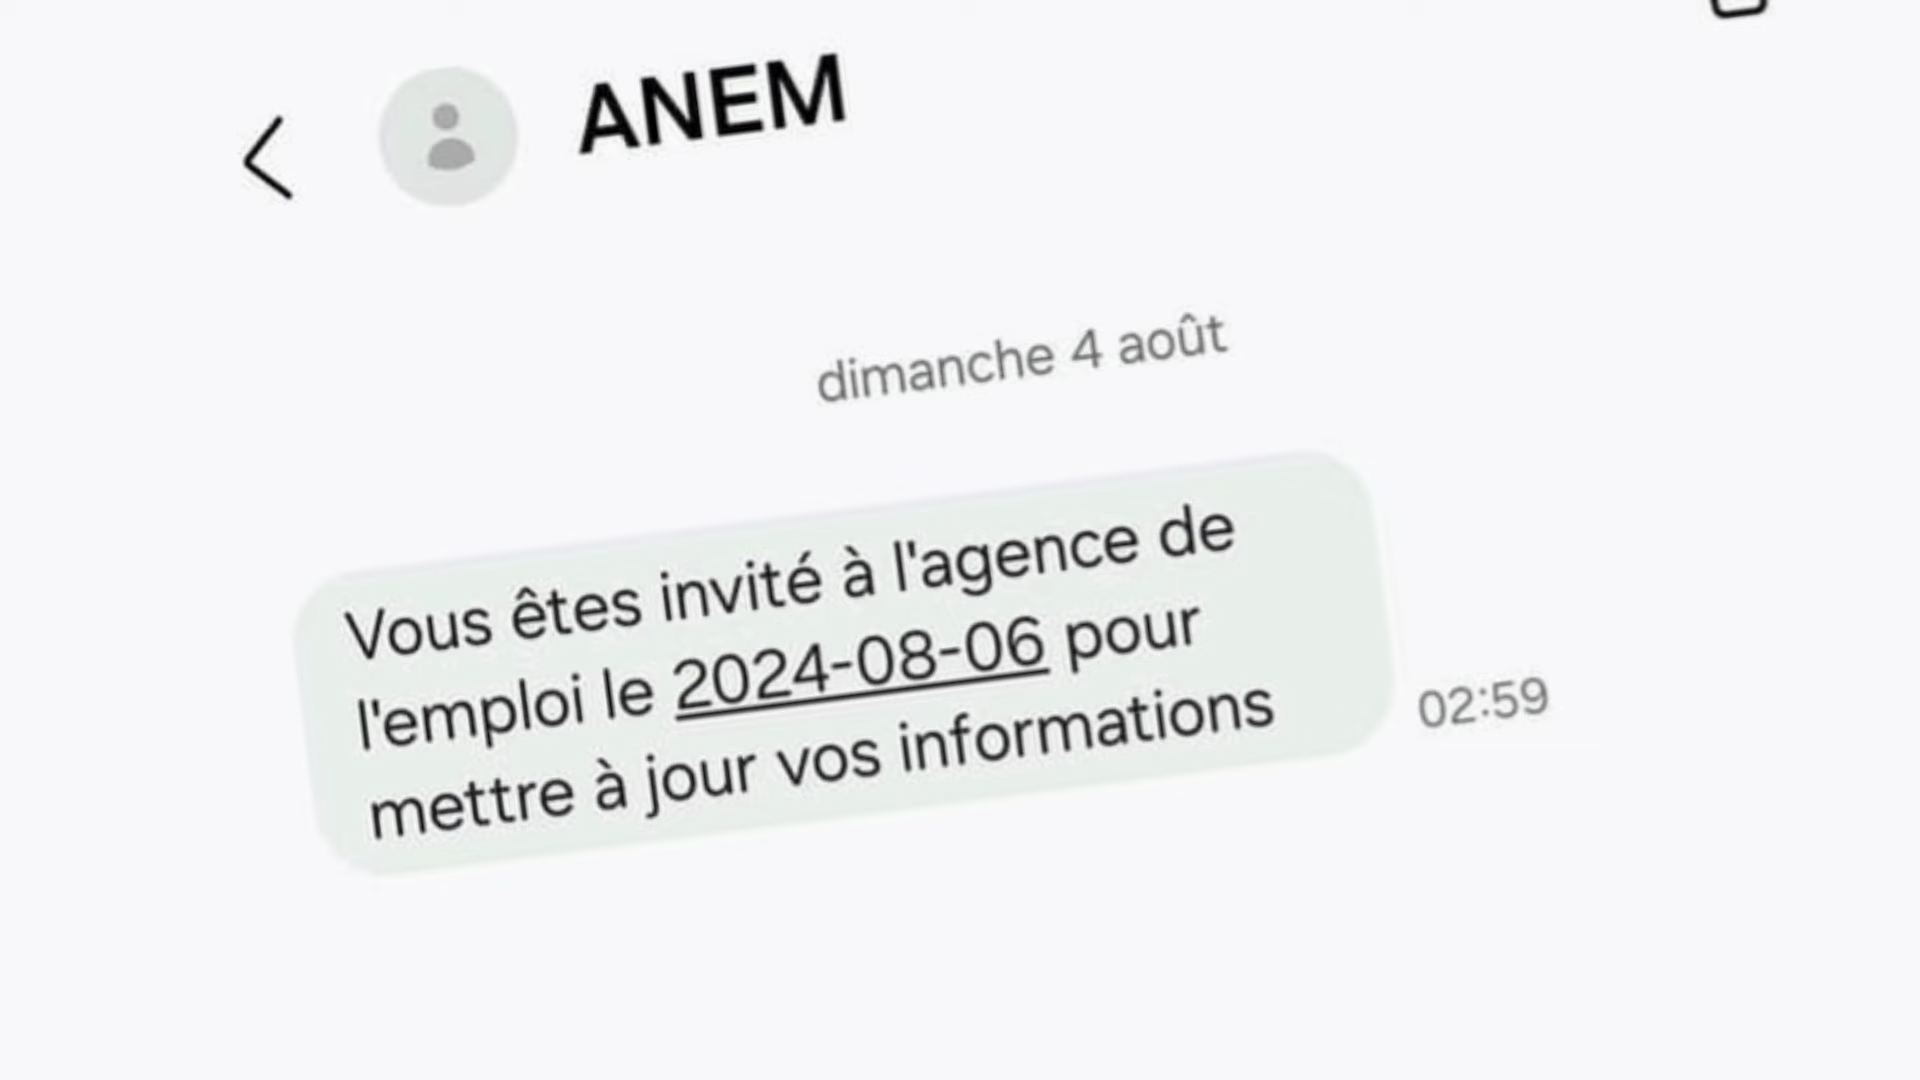 ANEM
dimanche 4 août
Vous êtes invité à l'agence de
l'emploi le 2024-08-06 pour
mettre à jour vos informations
02:59